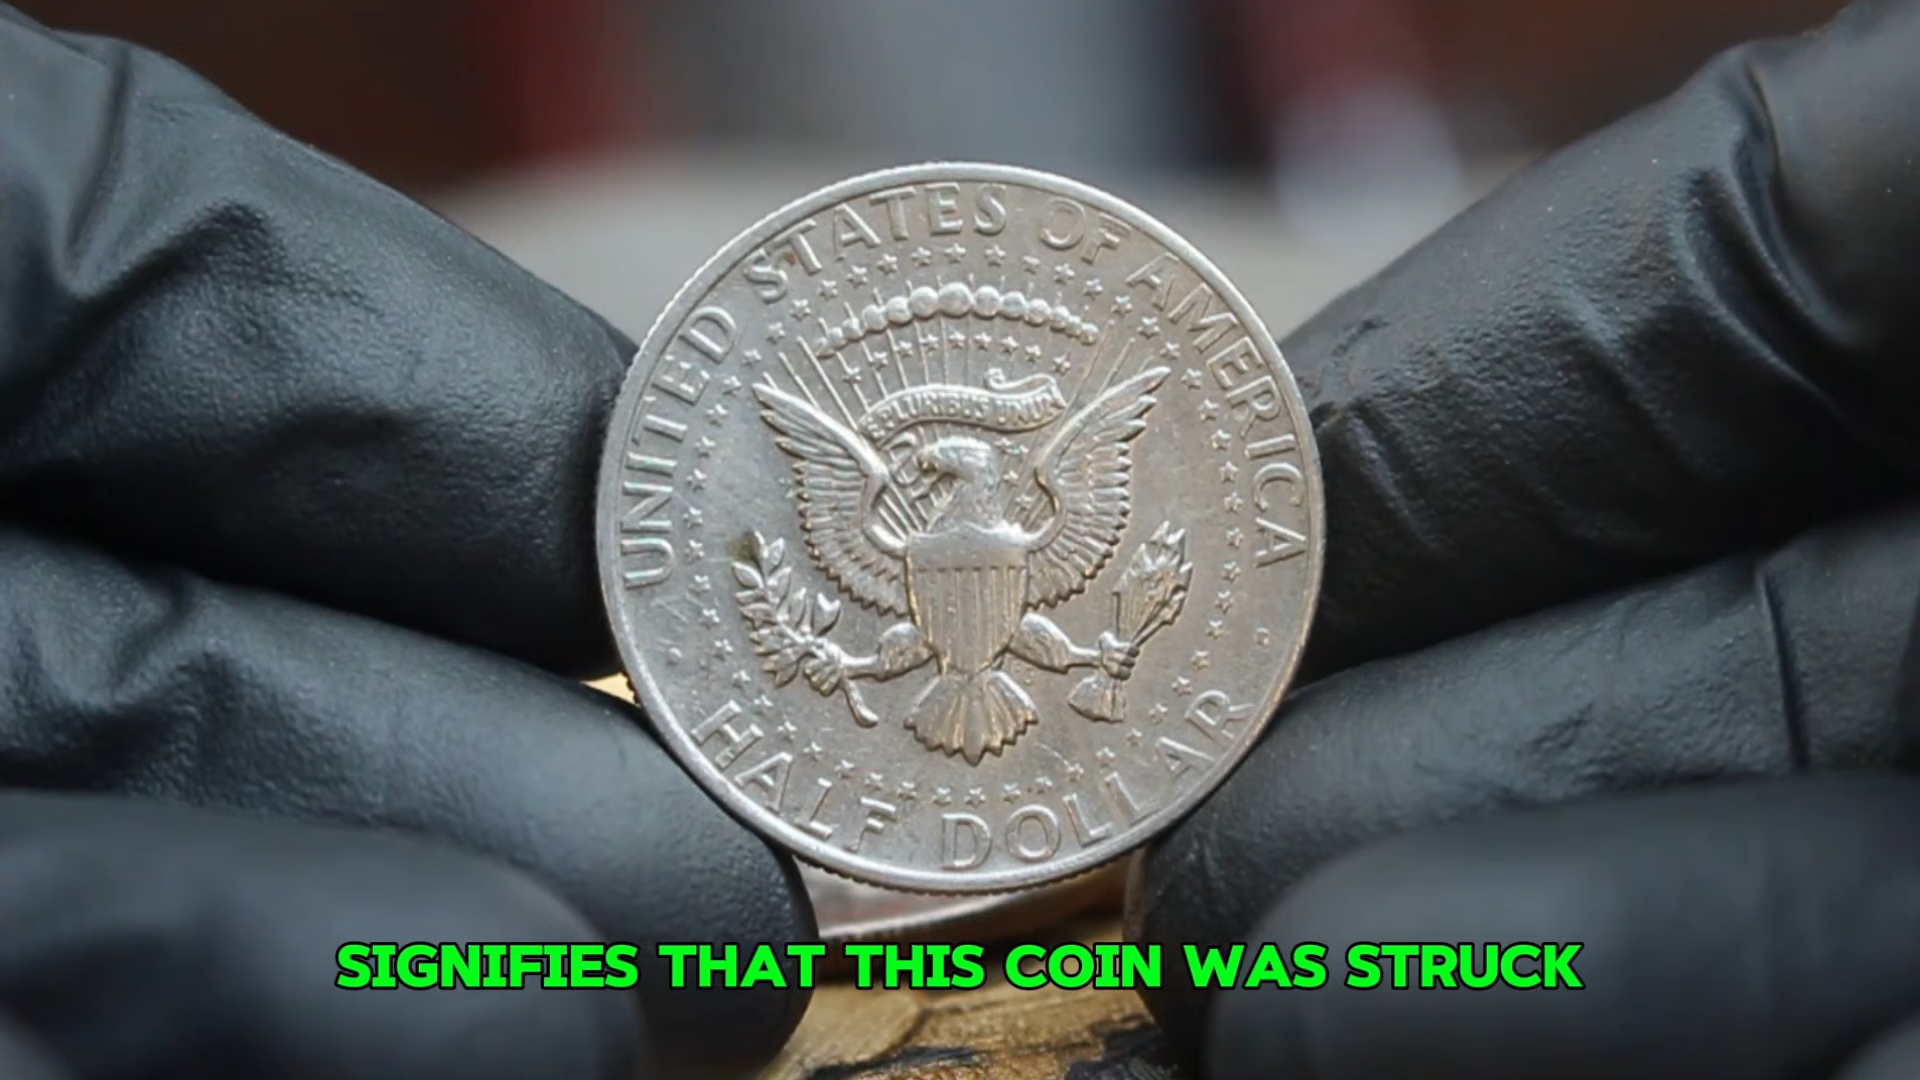 UNITED STATES OF AMERICA
E PLURIBUS UNUM
HALF DOLLAR
SIGNIFIES THAT THIS COIN WAS STRUCK